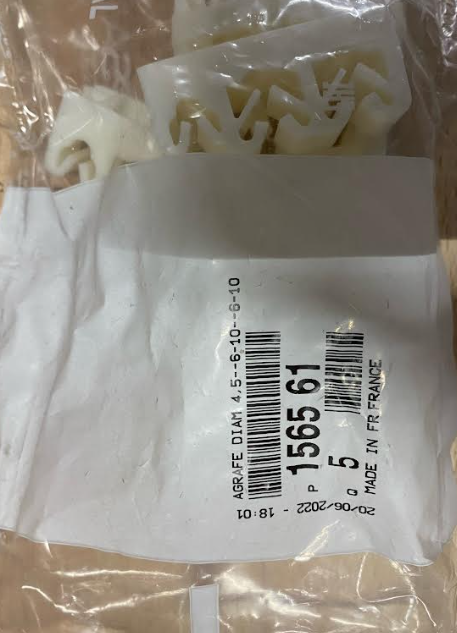 AGRAFE DIAM 4,5--6-10--6-10
P 1565 61
Q 5
MADE IN FR FRANCE
20/06/2022 - 18:01